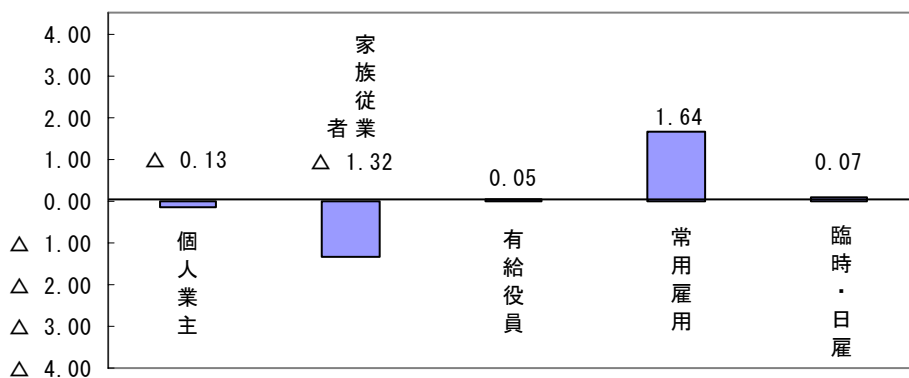 4.00
3.00
2.00
1.00
0.00
△ 1.00
△ 2.00
△ 3.00
△ 4.00
△ 0.13
△ 1.32
0.05
1.64
0.07
個人業主
家族従業
者
有給役員
常用雇用
臨時・日雇